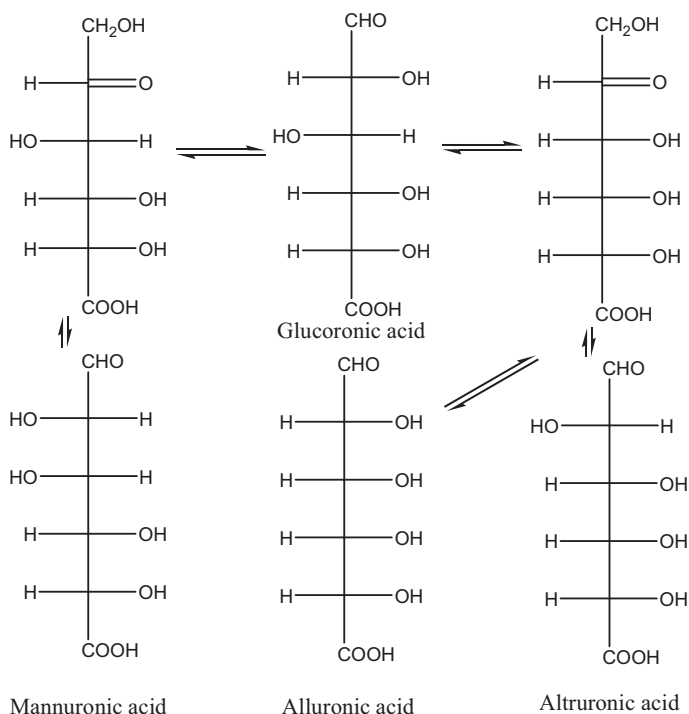 CH2OH CHO CH2OH
H O H OH H O
HO H HO H H OH
H OH H OH H OH
H OH H OH H OH
COOH COOH COOH
Glucoronic acid
CHO CHO CHO
HO H H OH HO H
HO H H OH H OH
H OH H OH H OH
H OH H OH H OH
COOH COOH COOH
Mannuronic acid Alluronic acid Altruronic acid